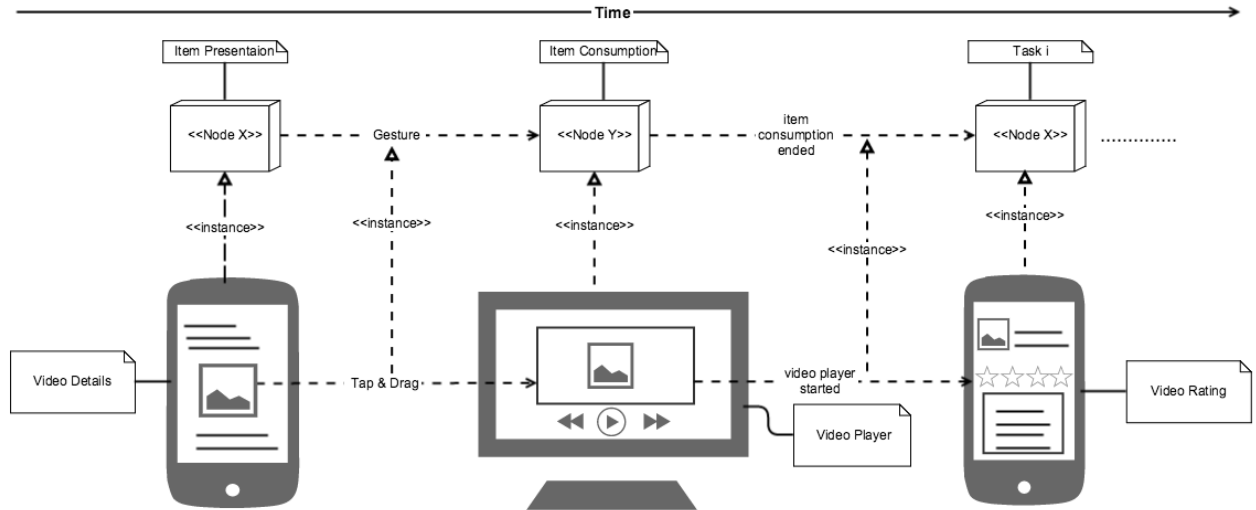 Time
Item Presentaion
Item Consumption
Task i
<<Node X>>
Gesture
<<Node Y>>
item
consumption
ended
<<Node X>>
..............
<<instance>>
<<instance>>
<<instance>>
<<instance>>
<<instance>>
Video Details
Tap & Drag
video player
started
Video Player
Video Rating